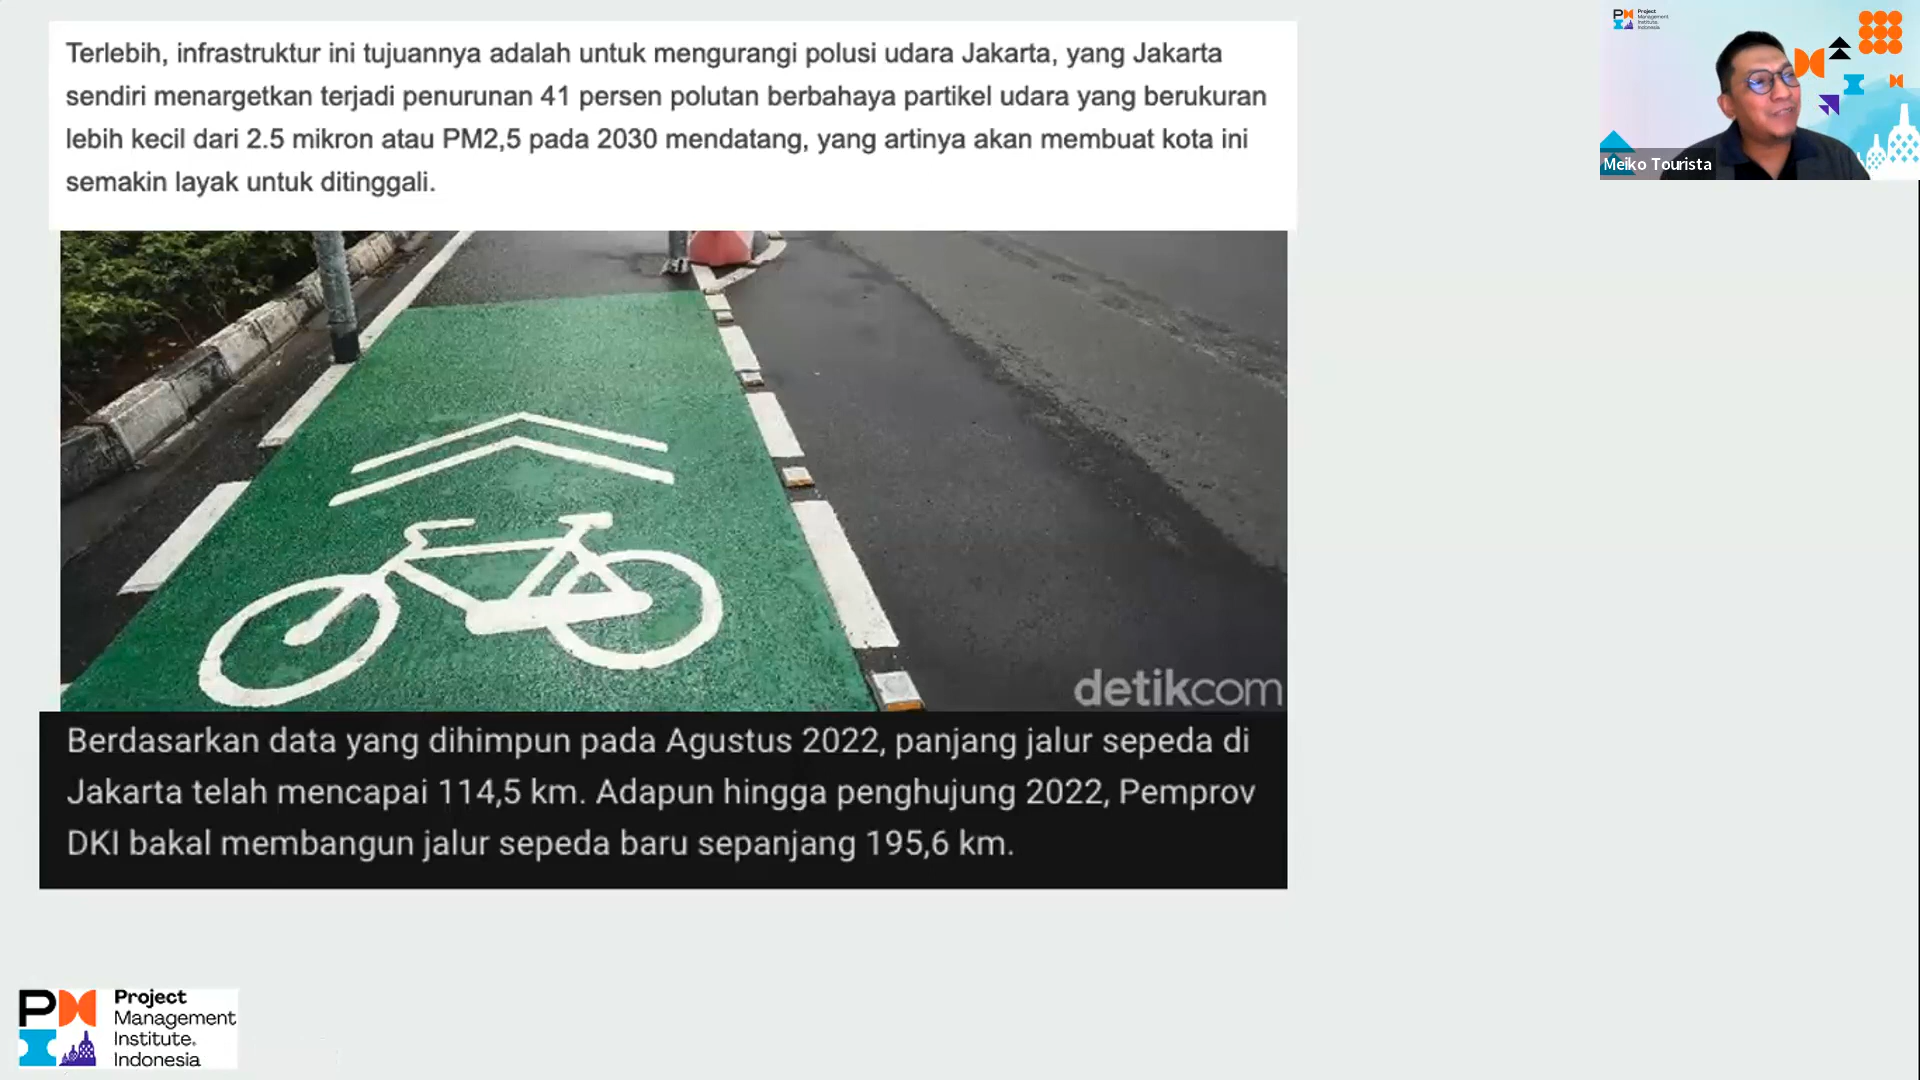 Terlebih, infrastruktur ini tujuannya adalah untuk mengurangi polusi udara Jakarta, yang Jakarta
sendiri menargetkan terjadi penurunan 41 persen polutan berbahaya partikel udara yang berukuran
lebih kecil dari 2.5 mikron atau PM2,5 pada 2030 mendatang, yang artinya akan membuat kota ini
semakin layak untuk ditinggali.
detikcom
Berdasarkan data yang dihimpun pada Agustus 2022, panjang jalur sepeda di
Jakarta telah mencapai 114,5 km. Adapun hingga penghujung 2022, Pemprov
DKI bakal membangun jalur sepeda baru sepanjang 195,6 km.
Project
Management
Institute.
Indonesia
Project
Management
Institute.
Indonesia
Meiko Tourista